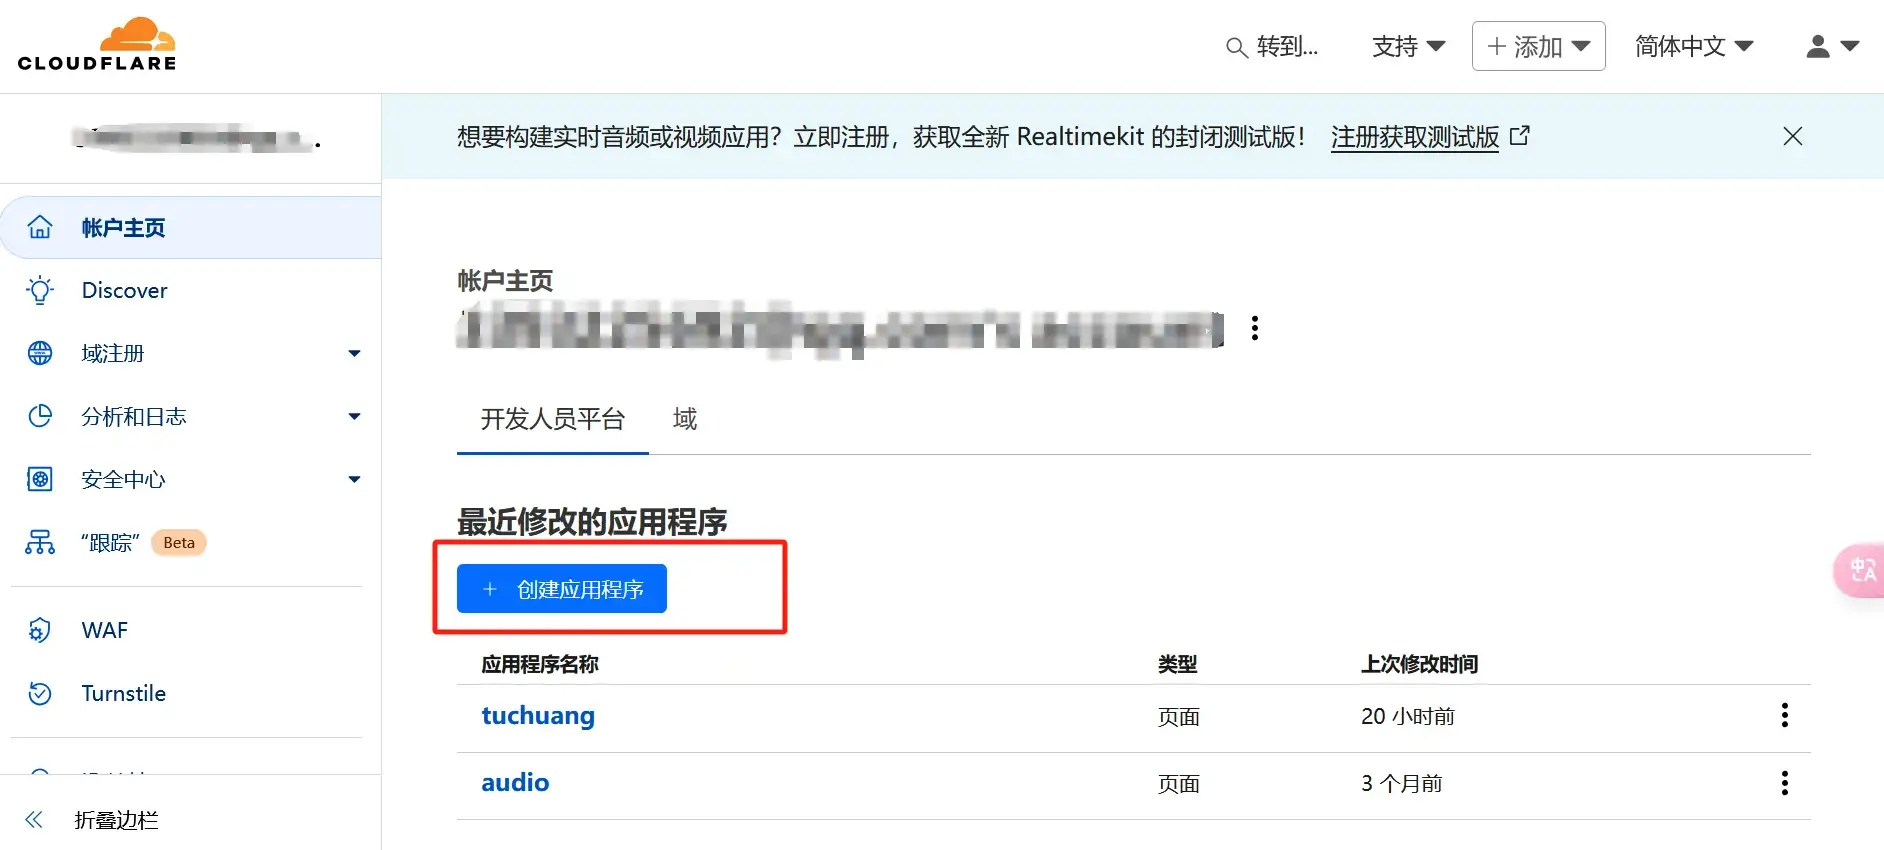 CLOUDFLARE
转到...
支持
添加
简体中文
想要构建实时音频或视频应用？立即注册，获取全新 Realtimekit 的封闭测试版！ 注册获取测试版
帐户主页
Discover
域注册
分析和日志
安全中心
“跟踪” Beta
WAF
Turnstile
折叠边栏
帐户主页
开发人员平台 域
最近修改的应用程序
+ 创建应用程序
应用程序名称 类型 上次修改时间
tuchuang 页面 20 小时前
audio 页面 3 个月前
中A